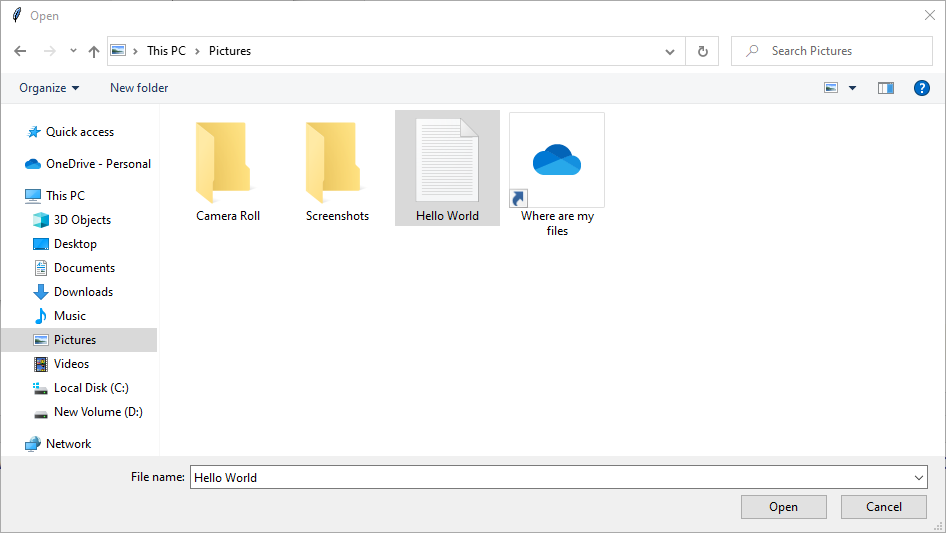 Open
This PC
Pictures
Search Pictures
Organize
New folder
?
Quick access
OneDrive - Personal
This PC
3D Objects
Desktop
Documents
Downloads
Music
Pictures
Videos
Local Disk (C:)
New Volume (D:)
Network
Camera Roll
Screenshots
Hello World
Where are my
files
File name:
Hello World
Open
Cancel